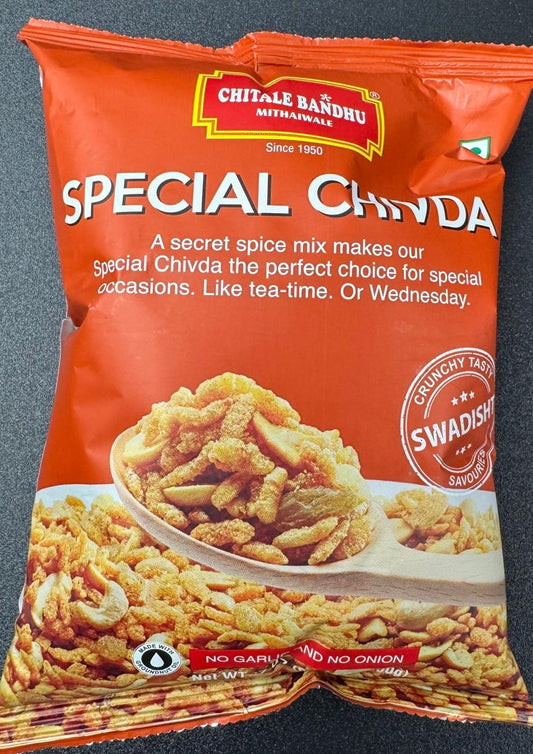 CHITALE BANDHU
®
MITHAIWALE
Since 1950
SPECIAL CHIVDA
A secret spice mix makes our
Special Chivda the perfect choice for special
occasions. Like tea-time. Or Wednesday.
CRUNCHY TASTY
SWADISHT
SAVOURIES
MADE WITH
GROUNDNUT OIL
NO GARLIC AND NO ONION
Net WT